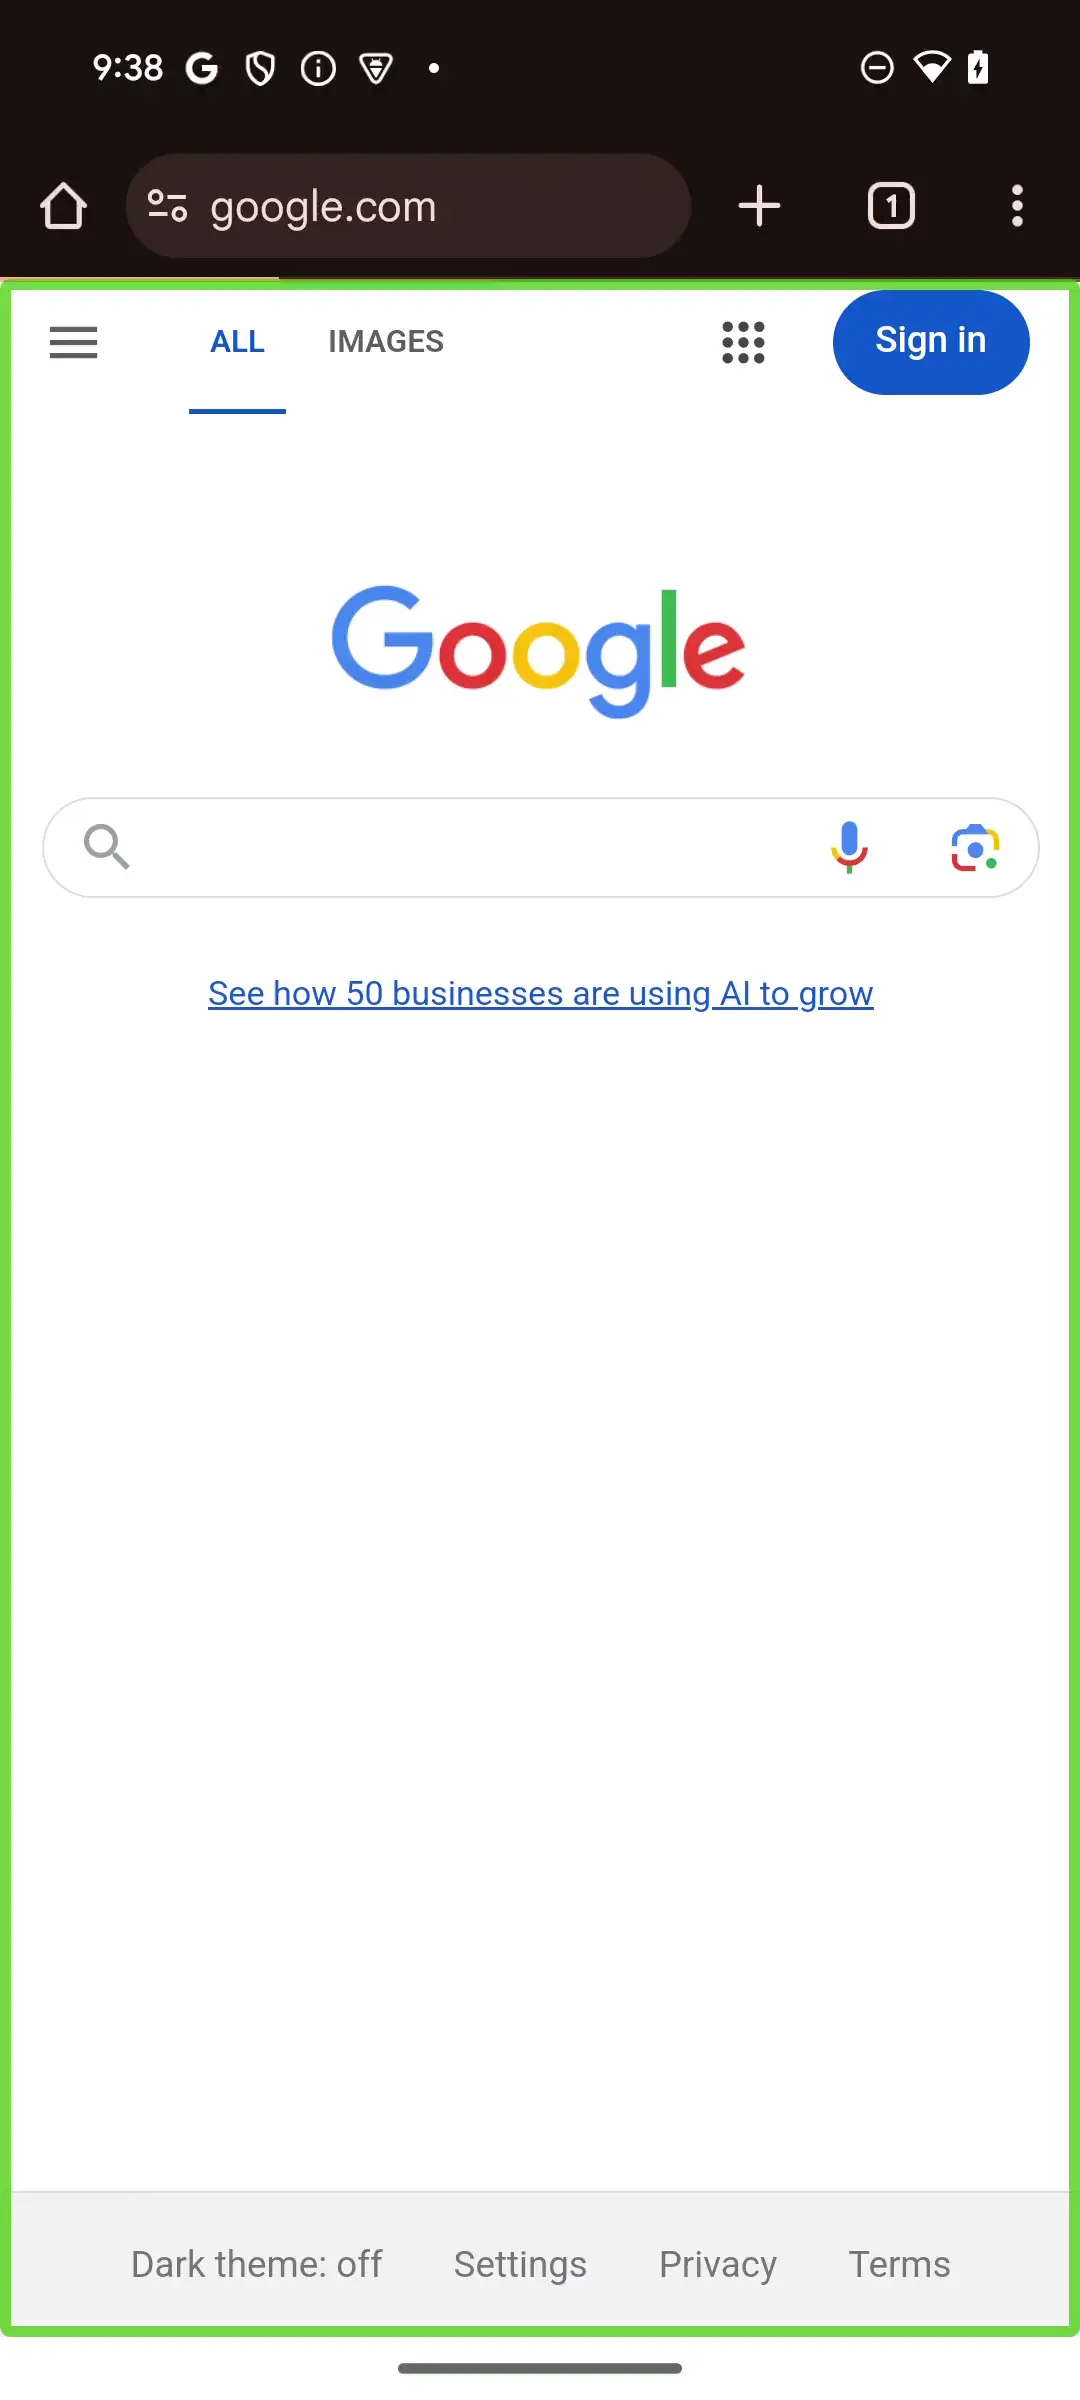 9:38
google.com
1
ALL IMAGES Sign in
Google
See how 50 businesses are using AI to grow
Dark theme: off Settings Privacy Terms